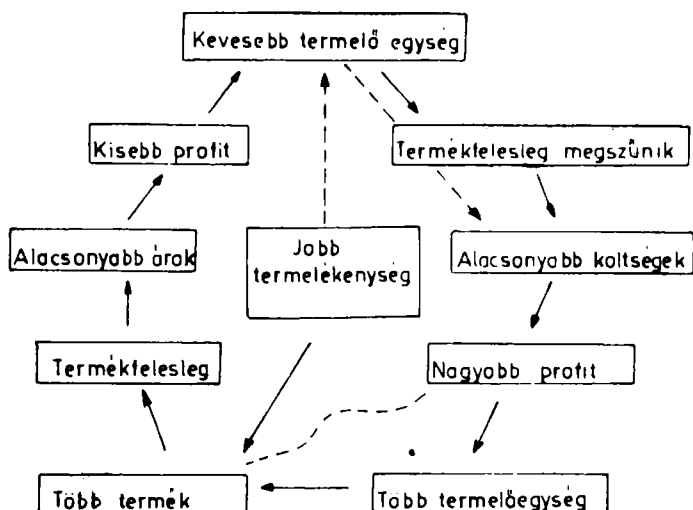 Kevesebb termelő egység
Kisebb profit
Termékfelesleg megszűnik
Alacsonyabb árak
Jobb
termelékenység
Alacsonyabb költségek
Termékfelesleg
Nagyobb profit
Több termék
Több termelőegység